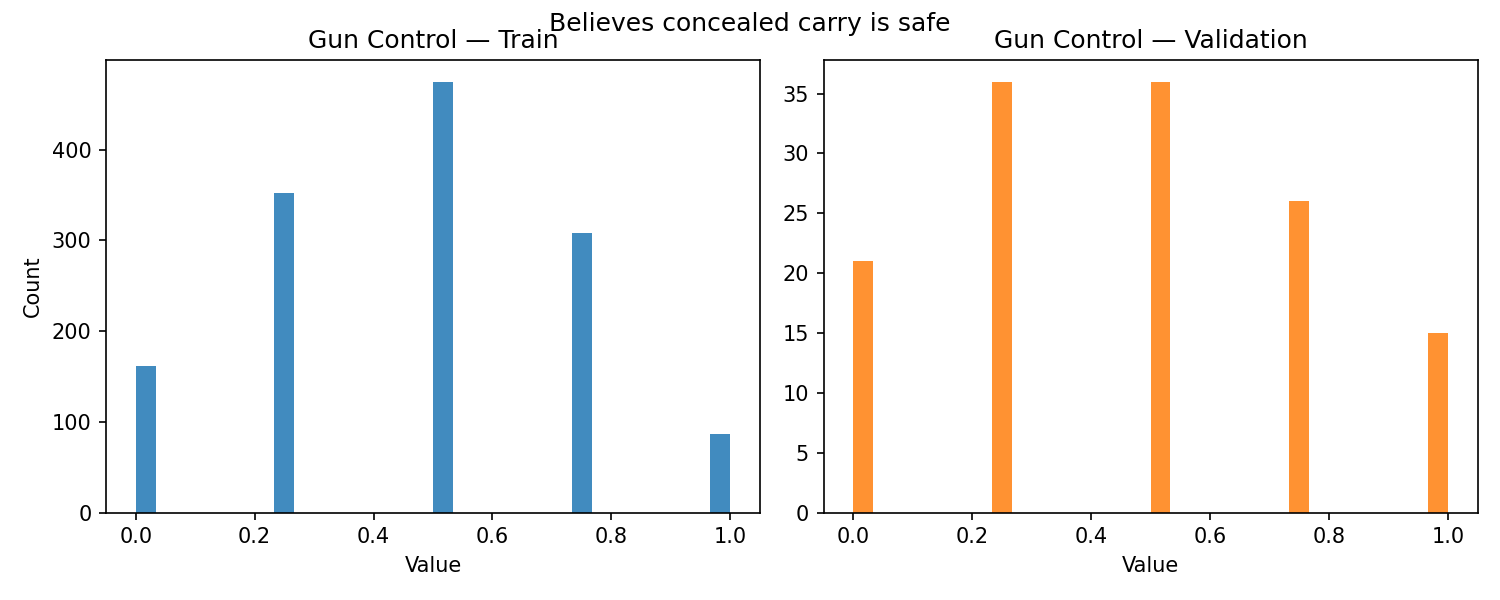 Believes concealed carry is safe
Gun Control — Train
Count
400
300
200
100
0
0.0 0.2 0.4 0.6 0.8 1.0
Value
Gun Control — Validation
35
30
25
20
15
10
5
0
0.0 0.2 0.4 0.6 0.8 1.0
Value